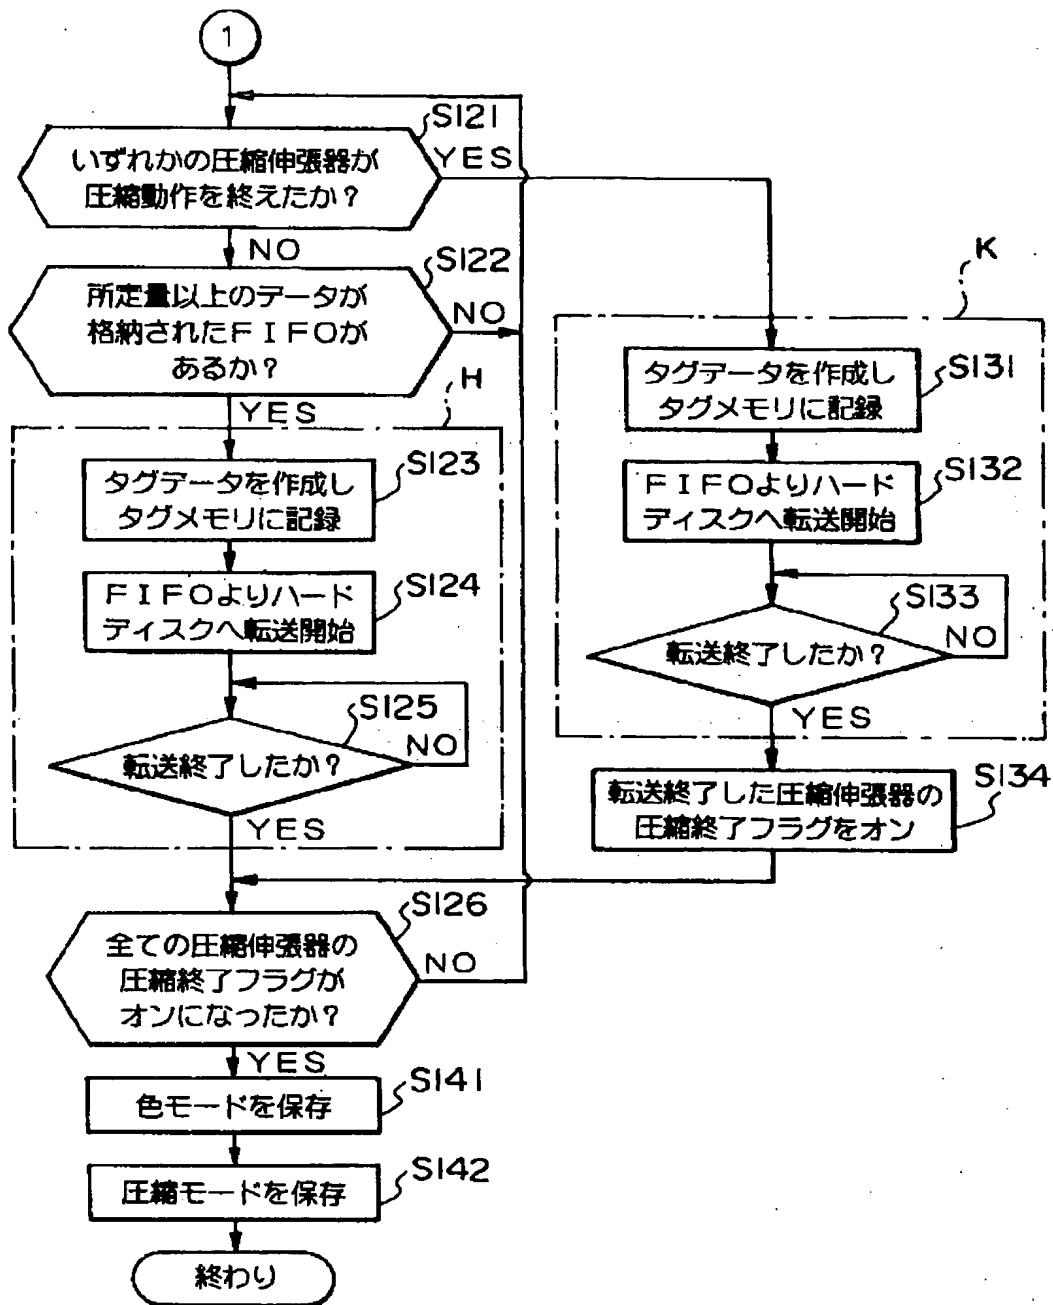 1
S121
いずれかの圧縮伸張器が
圧縮動作を終えたか？
YES
NO
S122
所定量以上のデータが
格納されたＦＩＦＯが
あるか？
NO
YES
H
S123
タグデータを作成し
タグメモリに記録
S124
ＦＩＦＯよりハード
ディスクへ転送開始
S125
転送終了したか？
NO
YES
K
S131
タグデータを作成し
タグメモリに記録
S132
ＦＩＦＯよりハード
ディスクへ転送開始
S133
転送終了したか？
NO
YES
S134
転送終了した圧縮伸張器の
圧縮終了フラグをオン
S126
全ての圧縮伸張器の
圧縮終了フラグが
オンになったか？
NO
YES
S141
色モードを保存
S142
圧縮モードを保存
終わり